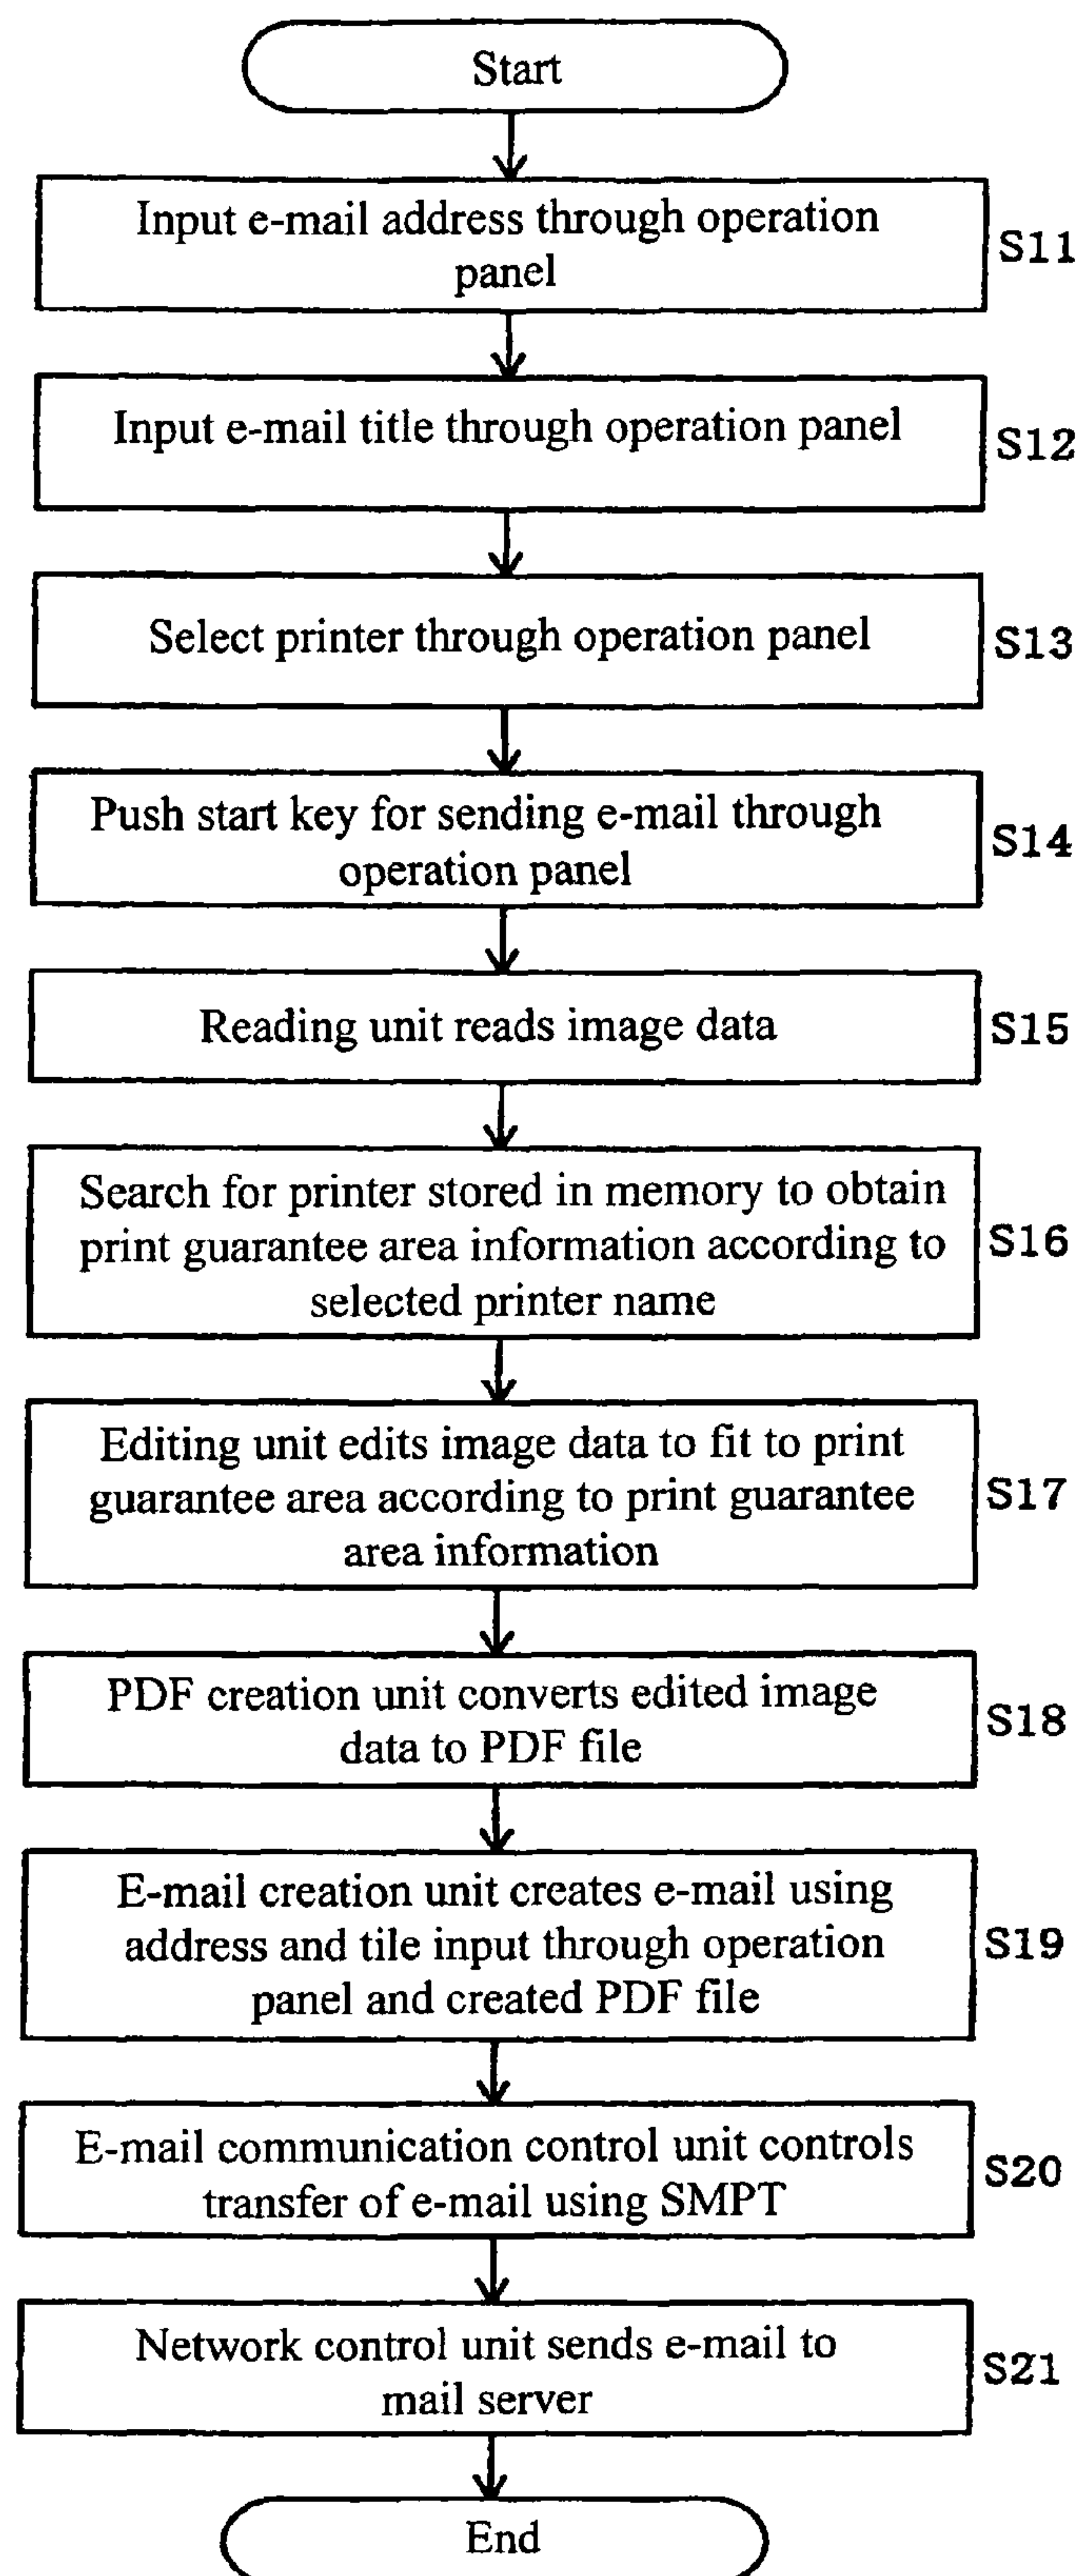 Start
Input e-mail address through operation
panel
S11
Input e-mail title through operation panel
S12
Select printer through operation panel
S13
Push start key for sending e-mail through
operation panel
S14
Reading unit reads image data
S15
Search for printer stored in memory to obtain
print guarantee area information according to
selected printer name
S16
Editing unit edits image data to fit to print
guarantee area according to print guarantee
area information
S17
PDF creation unit converts edited image
data to PDF file
S18
E-mail creation unit creates e-mail using
address and tile input through operation
panel and created PDF file
S19
E-mail communication control unit controls
transfer of e-mail using SMPT
S20
Network control unit sends e-mail to
mail server
S21
End